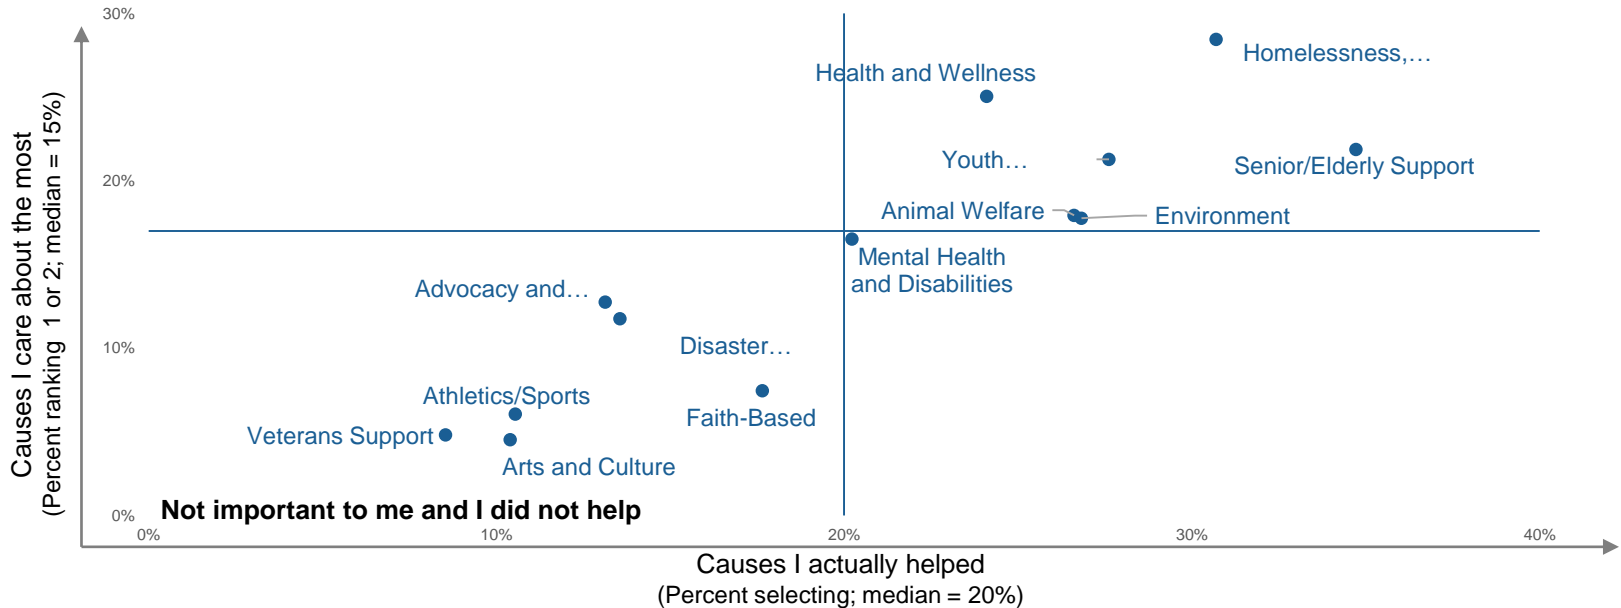 30%
Homelessness,…
Health and Wellness
Youth…
Senior/Elderly Support
20%
Animal Welfare
Environment
Mental Health
and Disabilities
Advocacy and…
Disaster…
10%
Athletics/Sports
Faith-Based
Veterans Support
Arts and Culture
0%
Not important to me and I did not help
0%
10%
20%
30%
40%
Causes I care about the most
(Percent ranking 1 or 2; median = 15%)
Causes I actually helped
(Percent selecting; median = 20%)